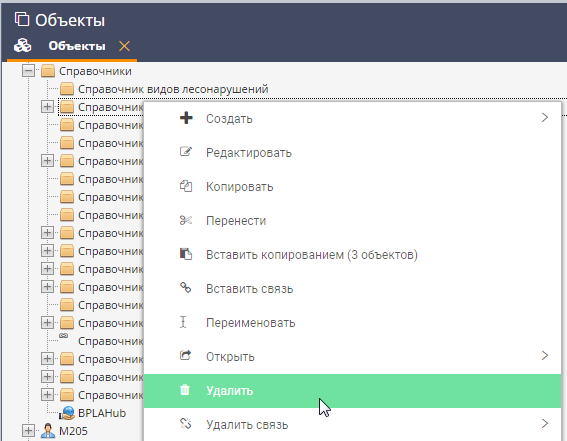 Объекты
Объекты
Справочники
Справочник видов лесонарушений
Справочник
Создать
Справочник
Редактировать
Справочник
Справочник
Копировать
Справочник
Справочник
Перенести
Справочник
Справочник
Вставить копированием (3 объектов)
Справочник
Справочник
Вставить связь
Справочник
Справочник
Переименовать
Справочник
Справочник
Открыть
Справочник
Удалить
Справочник
BPLAHub
Удалить связь
M205